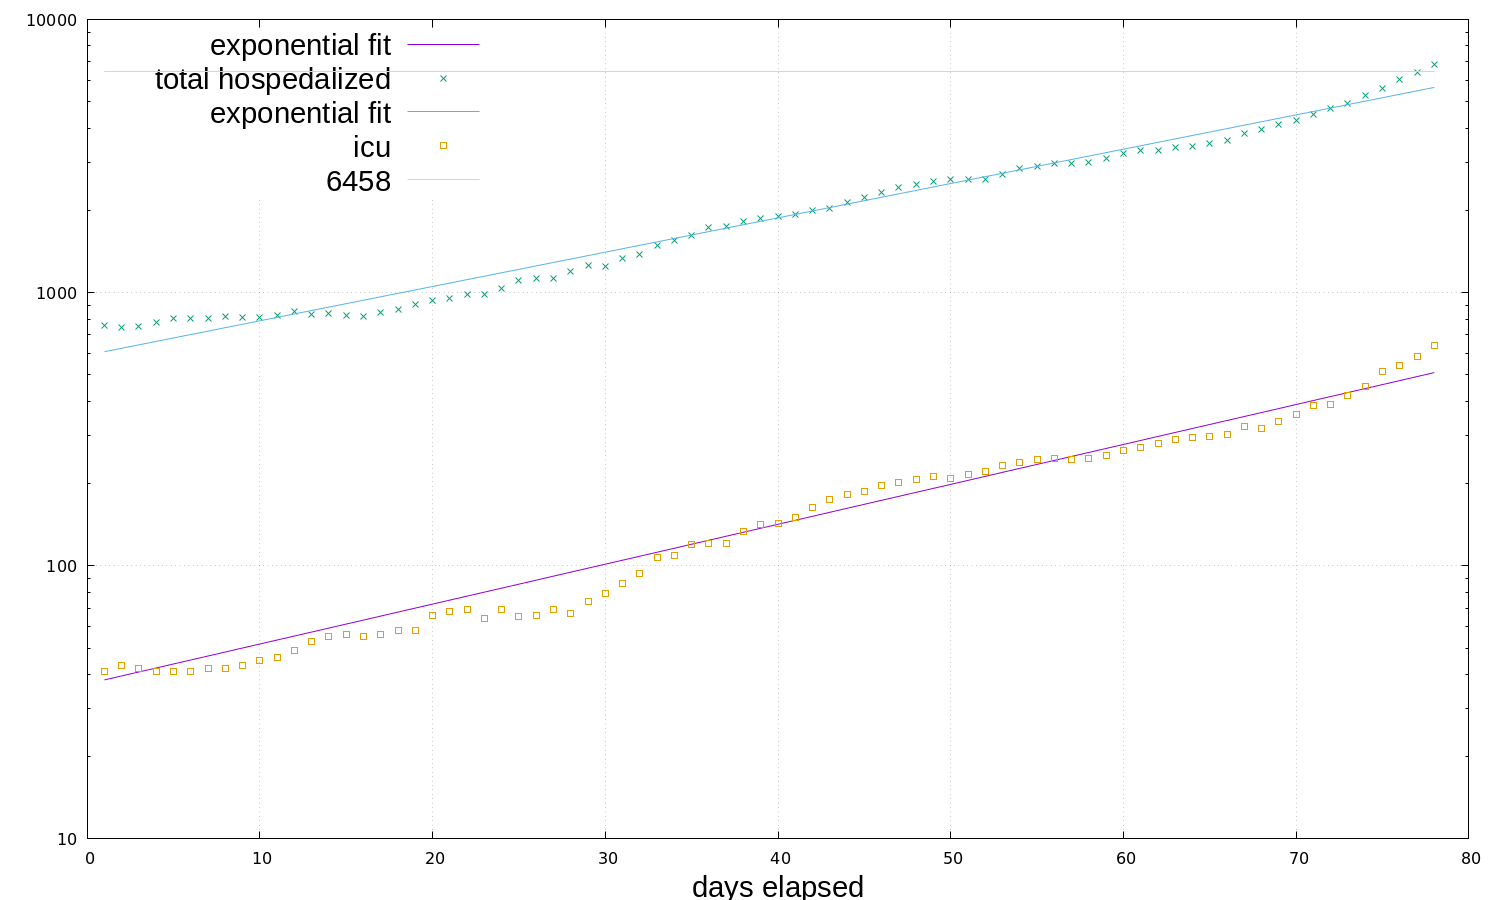 10000
exponential fit
total hospedalized
exponential fit
icu
6458
1000
100
10
0 10 20 30 40 50 60 70 80
days elapsed